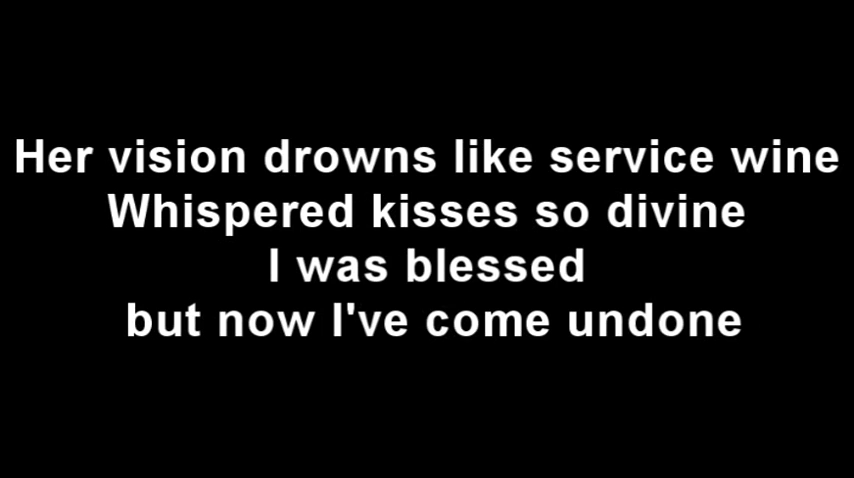 Her vision drowns like service wine
Whispered kisses so divine
I was blessed
but now I've come undone